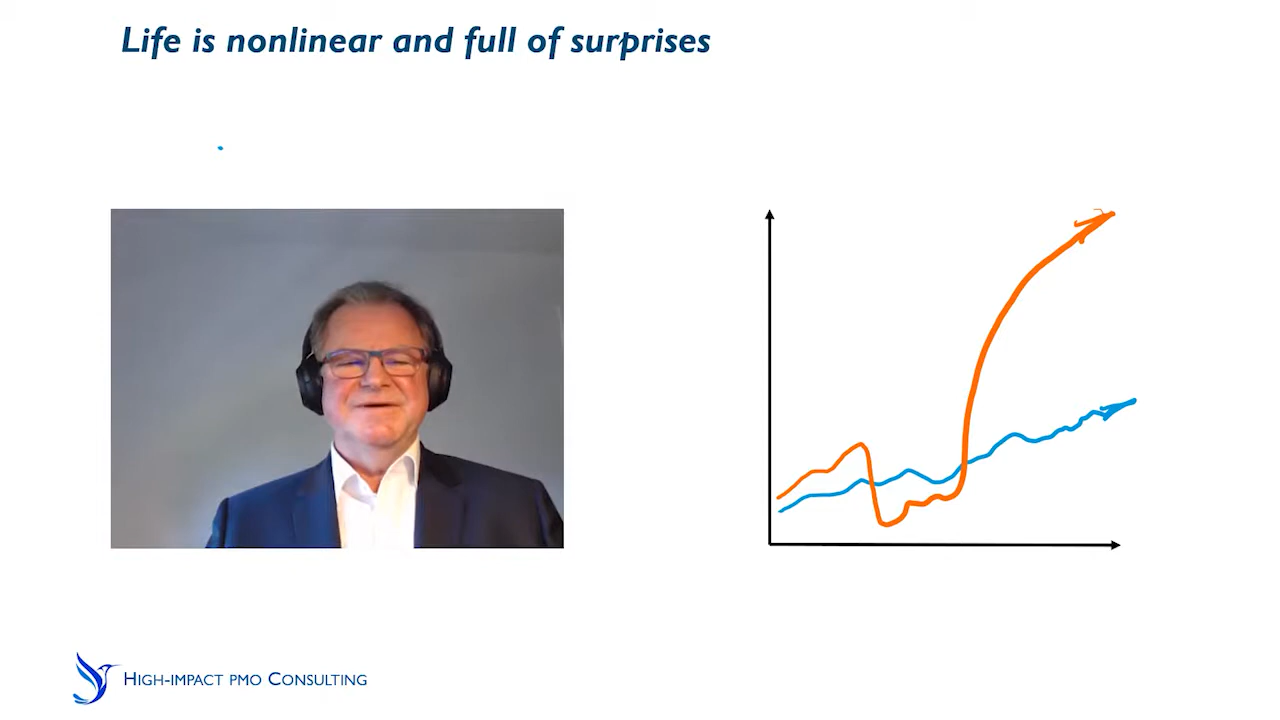 Life is nonlinear and full of surprises
HIGH-IMPACT PMO CONSULTING